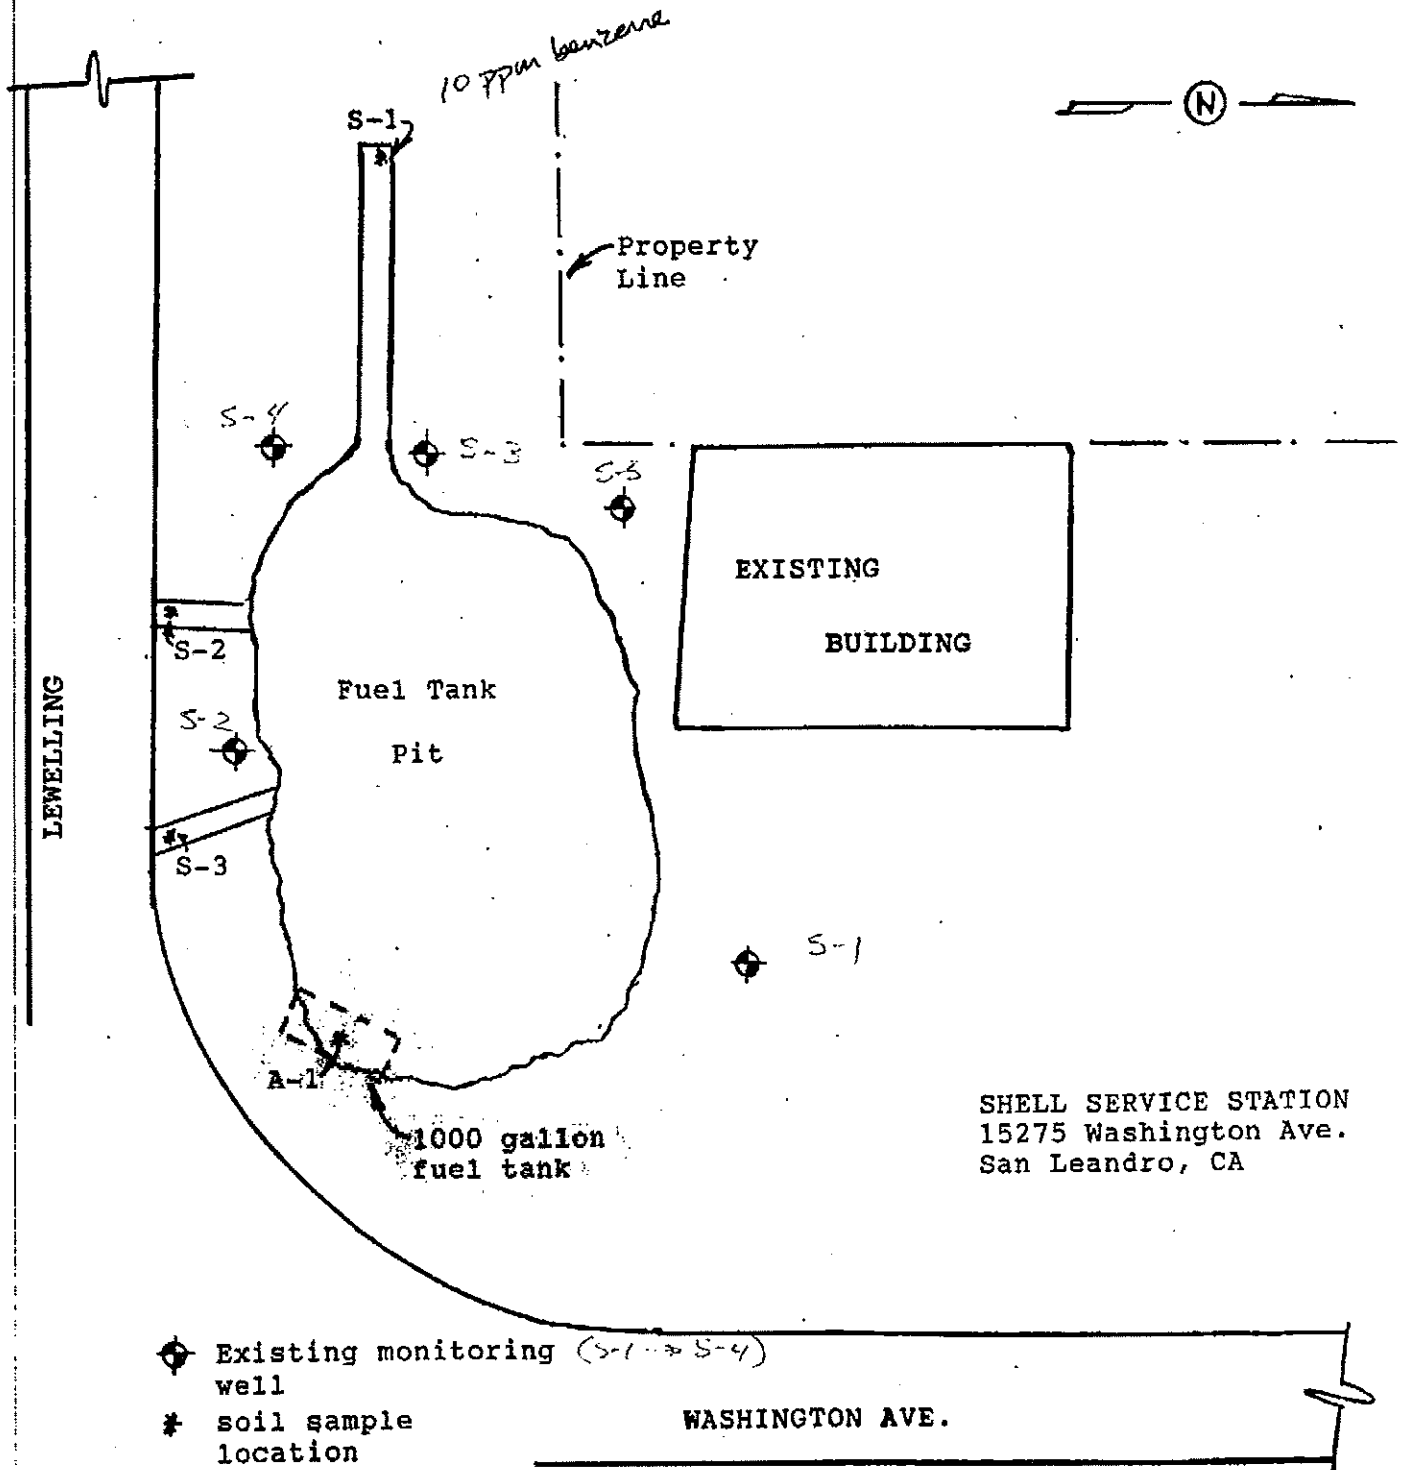 10 ppm benzene
S-1
N
Property
Line
S-4
S-3
S-5
EXISTING
BUILDING
S-2
Fuel Tank
Pit
LEWELLING
S-2
S-3
S-1
A-1
1000 gallon
fuel tank
SHELL SERVICE STATION
15275 Washington Ave.
San Leandro, CA
Existing monitoring (S-1 → S-4)
well
* soil sample
location
WASHINGTON AVE.